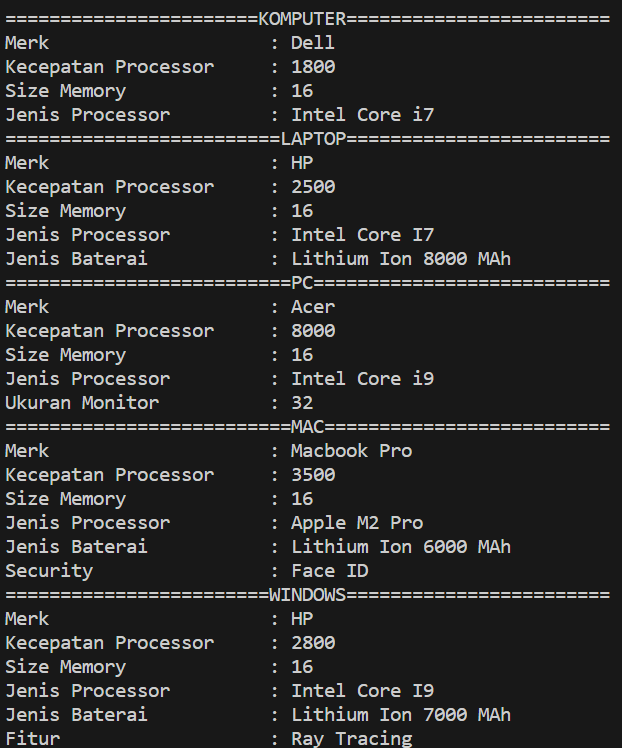 =======================KOMPUTER========================
Merk                    : Dell
Kecepatan Processor     : 1800
Size Memory             : 16
Jenis Processor         : Intel Core i7
=========================LAPTOP========================
Merk                    : HP
Kecepatan Processor     : 2500
Size Memory             : 16
Jenis Processor         : Intel Core I7
Jenis Baterai           : Lithium Ion 8000 MAh
==========================PC===========================
Merk                    : Acer
Kecepatan Processor     : 8000
Size Memory             : 16
Jenis Processor         : Intel Core i9
Ukuran Monitor          : 32
==========================MAC==========================
Merk                    : Macbook Pro
Kecepatan Processor     : 3500
Size Memory             : 16
Jenis Processor         : Apple M2 Pro
Jenis Baterai           : Lithium Ion 6000 MAh
Security                : Face ID
========================WINDOWS========================
Merk                    : HP
Kecepatan Processor     : 2800
Size Memory             : 16
Jenis Processor         : Intel Core I9
Jenis Baterai           : Lithium Ion 7000 MAh
Fitur                   : Ray Tracing